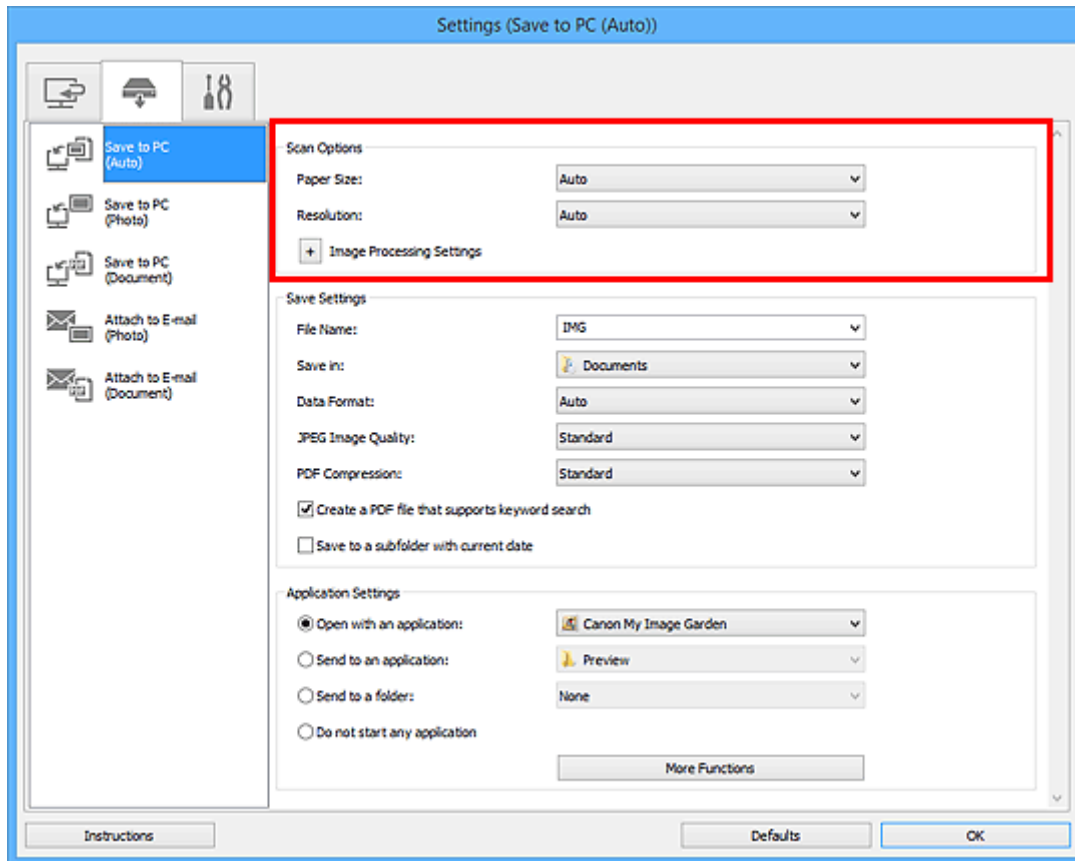 Settings (Save to PC (Auto))
Save to PC
(Auto)
Save to PC
(Photo)
Save to PC
(Document)
Attach to E-mail
(Photo)
Attach to E-mail
(Document)
Scan Options
Paper Size: Auto
Resolution: Auto
+ Image Processing Settings
Save Settings
File Name: IMG
Save in: Documents
Data Format: Auto
JPEG Image Quality: Standard
PDF Compression: Standard
Create a PDF file that supports keyword search
Save to a subfolder with current date
Application Settings
Open with an application: Canon My Image Garden
Send to an application: Preview
Send to a folder: None
Do not start any application
More Functions
Instructions Defaults OK